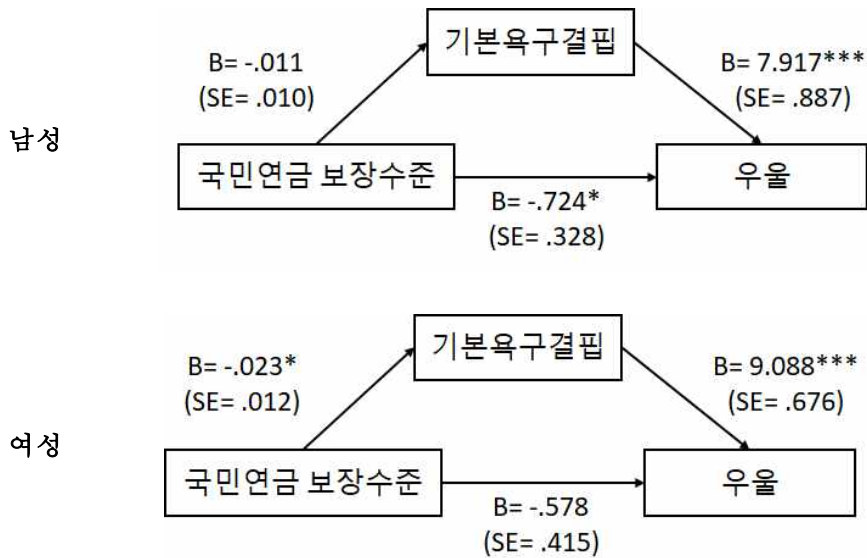 기본욕구결핍
B= -.011
(SE= .010)
B= 7.917***
(SE= .887)
남성
국민연금 보장수준
우울
B= -.724*
(SE= .328)
기본욕구결핍
B= -.023*
(SE= .012)
B= 9.088***
(SE= .676)
여성
국민연금 보장수준
우울
B= -.578
(SE= .415)